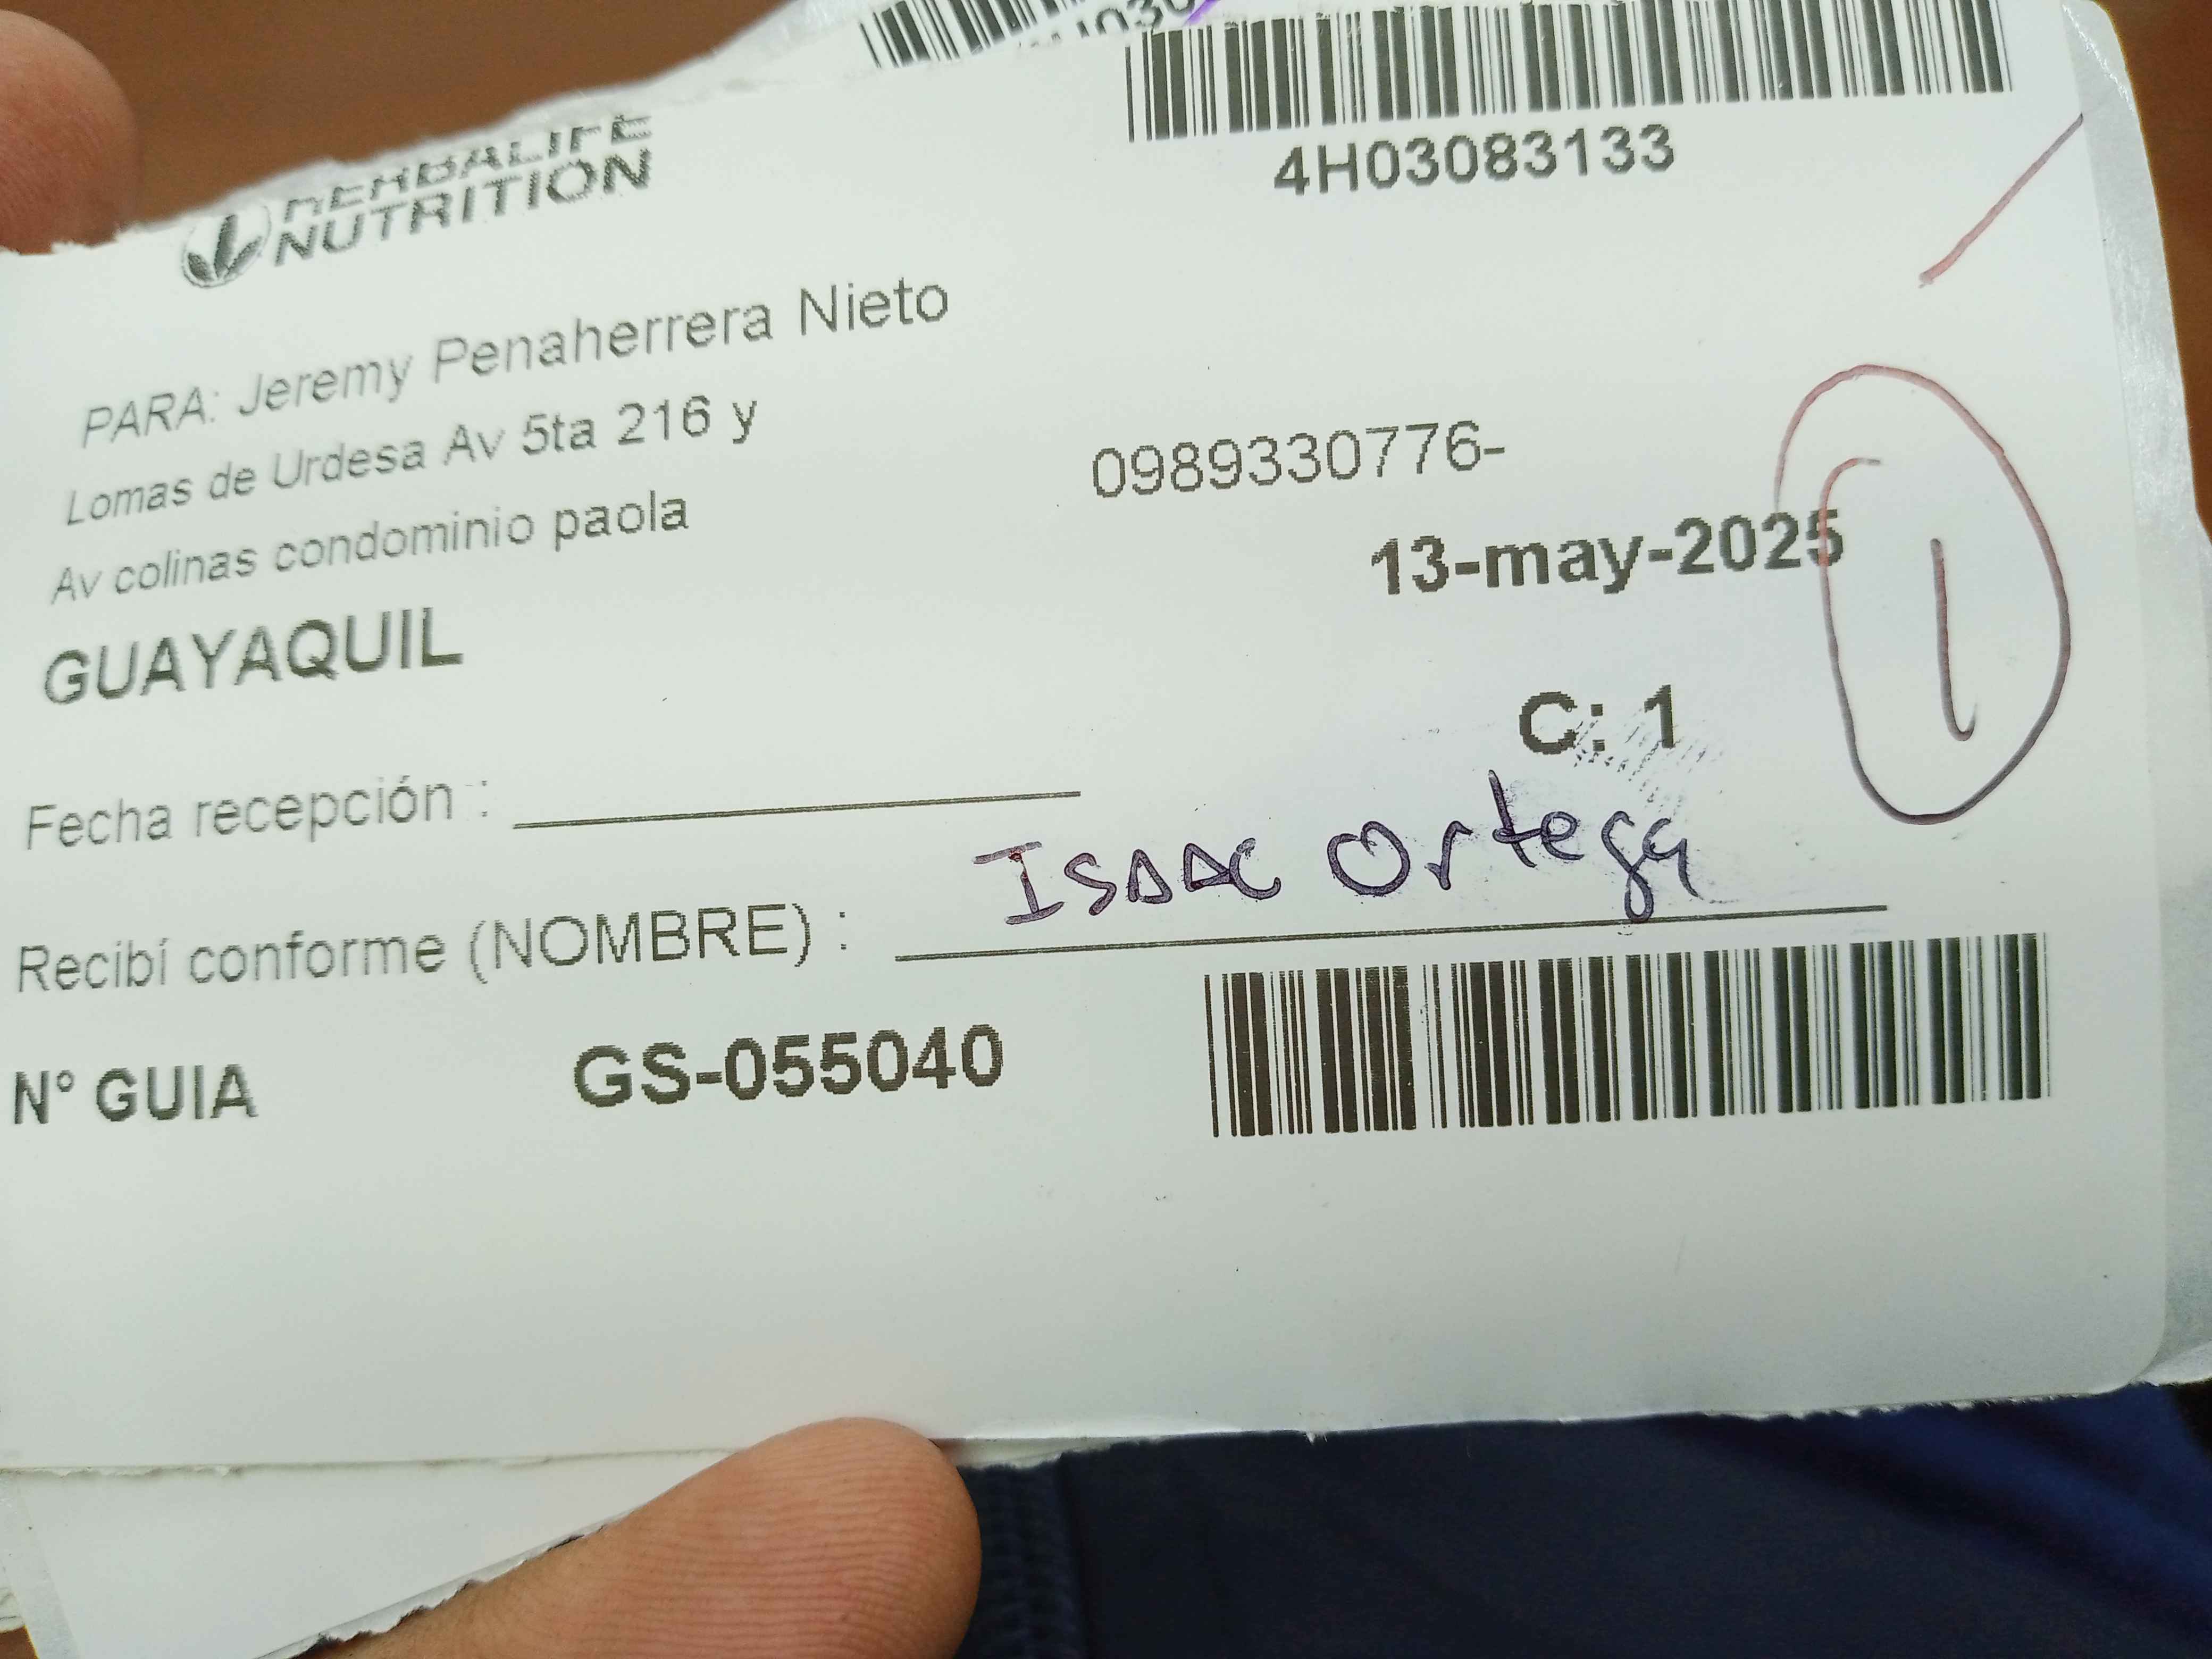 HERBALIFE
NUTRITION
4H03083133
PARA: Jeremy Penaherrera Nieto
Lomas de Urdesa Av 5ta 216 y
Av colinas condominio paola
0989330776-
GUAYAQUIL
13-may-2025
1
C: 1
Fecha recepción :
Recibí conforme (NOMBRE) : Isaac Ortega
N° GUIA GS-055040